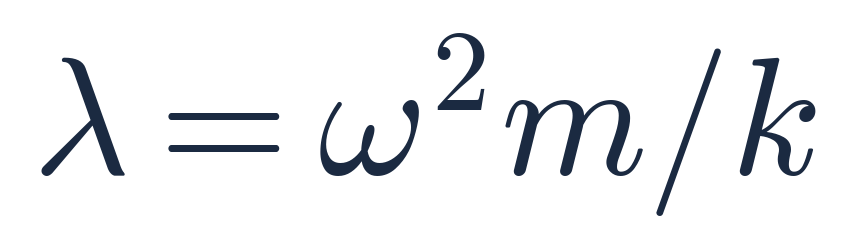 λ = ω²m/k